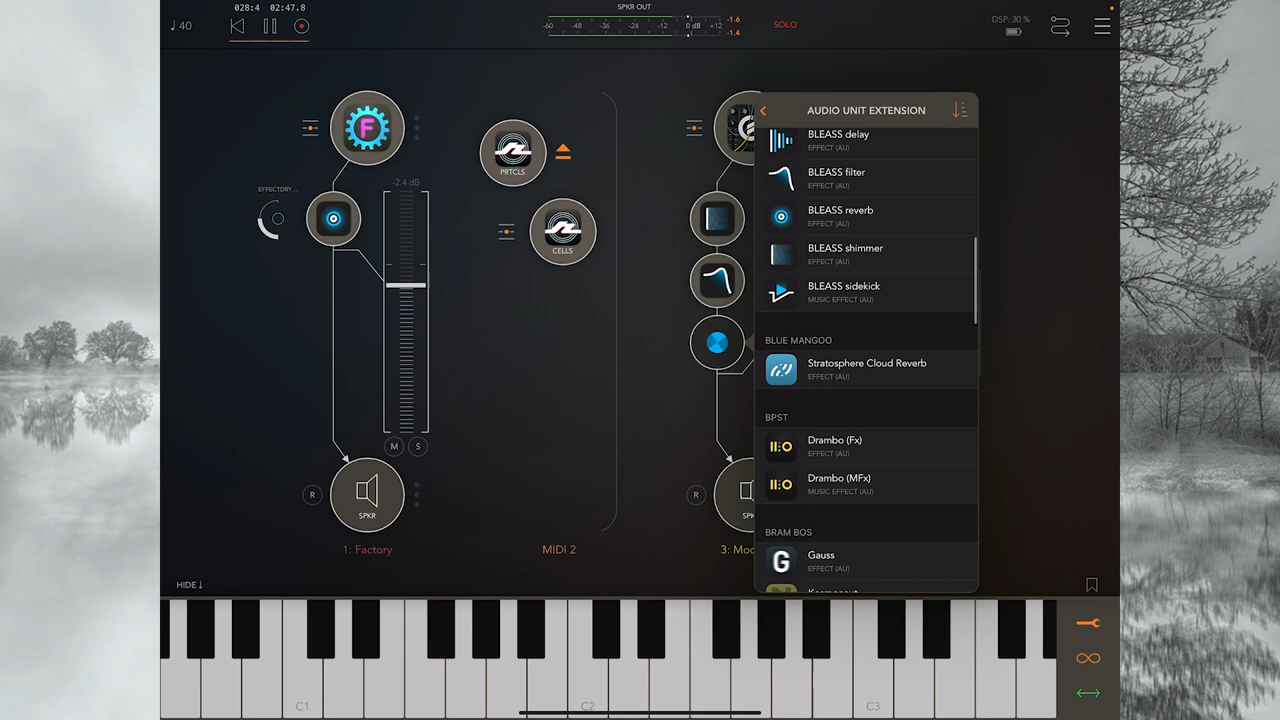 ♩40
028:4 02:47.8
SPKR OUT
-60 -48 -36 -24 -12 0 dB +12
-1.6
-1.4
SOLO
DSP: 30 %
AUDIO UNIT EXTENSION
BLEASS delay
EFFECT (AU)
BLEASS filter
EFFECT (AU)
BLEASS reverb
EFFECT (AU)
BLEASS shimmer
EFFECT (AU)
BLEASS sidekick
MUSIC EFFECT (AU)
BLUE MANGOO
Stratosphere Cloud Reverb
EFFECT (AU)
BPST
Drambo (Fx)
EFFECT (AU)
Drambo (MFx)
MUSIC EFFECT (AU)
BRAM BOS
G
Gauss
EFFECT (AU)
F
PRTCLS
CELLS
EFFECTDRY...
-2.4 dB
M S
R
SPKR
R
1: Factory
MIDI 2
HIDE↓
C1
C2
C3